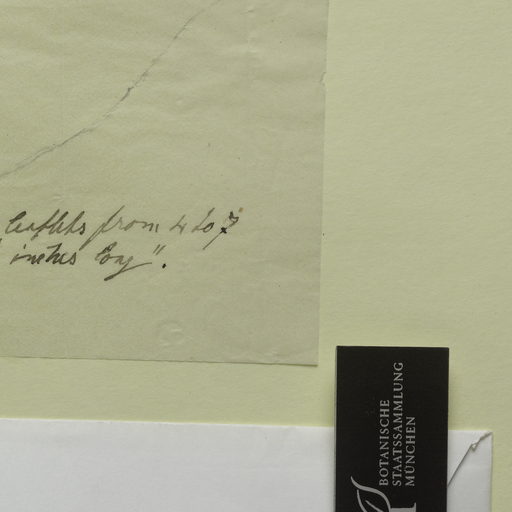 leaflets from 4 to 7
inches long".
BOTANISCHE
STAATSSAMMLUNG
MÜNCHEN